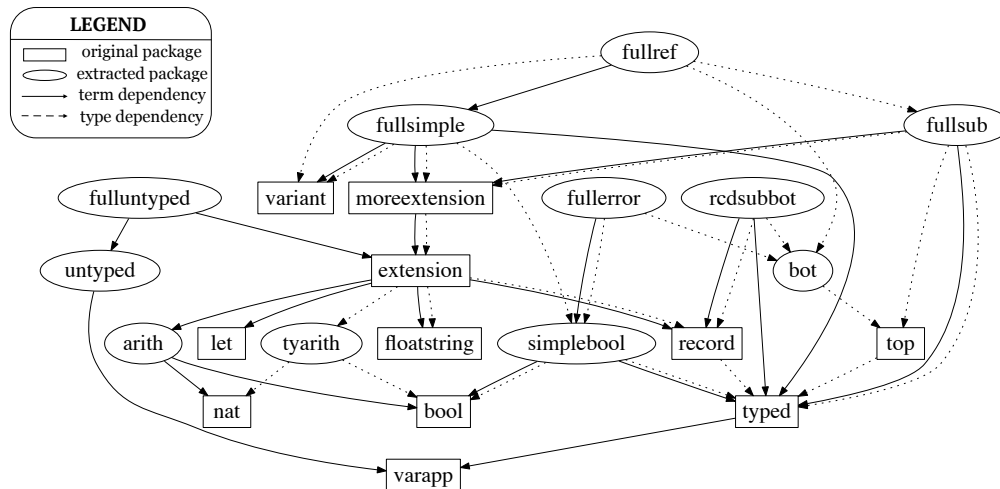 LEGEND
original package
extracted package
term dependency
type dependency
fullref
fullsimple
fullsub
fulluntyped
variant
moreextension
fullerror
rcdsubbot
untyped
extension
bot
arith
let
tyarith
floatstring
simplebool
record
top
nat
bool
typed
varapp